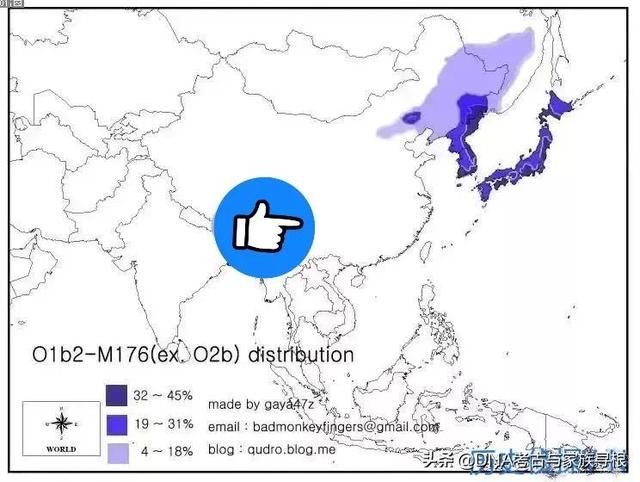 O1b2-M176(ex. O2b) distribution
32 ~ 45%
19 ~ 31%
4 ~ 18%
made by gaya47z
email : badmonkeyfingers@gmail.com
blog : qudro.blog.me
WORLD
头条 @DNA考古与家族寻根